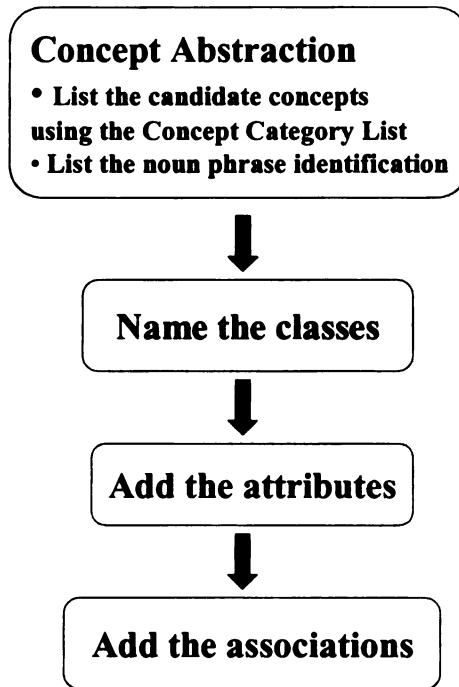 Concept Abstraction
• List the candidate concepts
using the Concept Category List
• List the noun phrase identification
Name the classes
Add the attributes
Add the associations